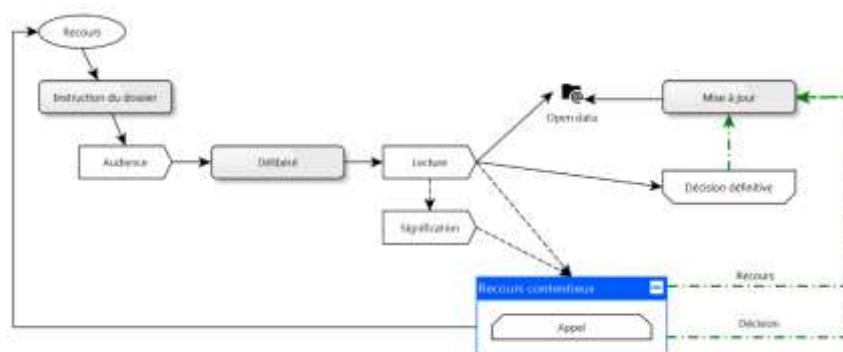 Recours
Instruction du dossier
Mise à jour
Open data
Audience
Délibéré
Lecture
Décision définitive
Signification
Recours
Recours contentieux
Décision
Appel